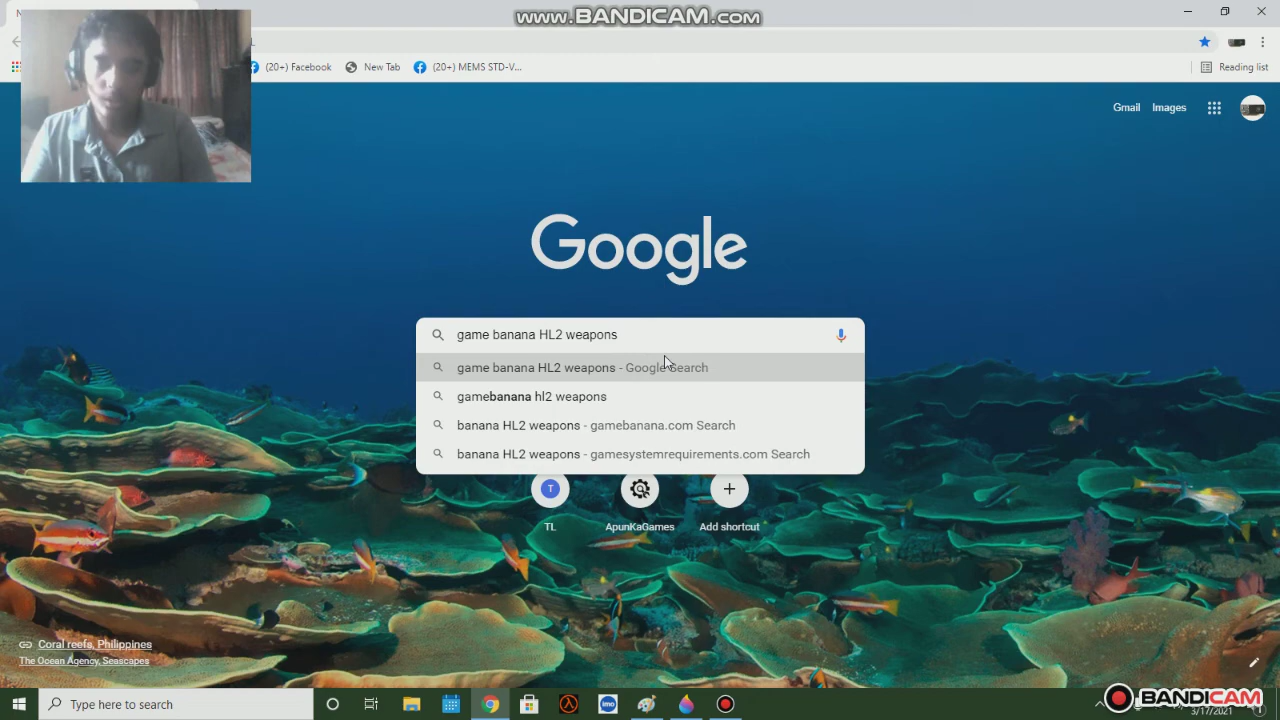 www.BANDICAM.com
(20+) Facebook
New Tab
(20+) MEMS STD-V...
Reading list
Gmail
Images
Google
game banana HL2 weapons
game banana HL2 weapons - Google Search
gamebanana hl2 weapons
banana HL2 weapons - gamebanana.com Search
banana HL2 weapons - gamesystemrequirements.com Search
T
TL
ApunKaGames
Add shortcut
Coral reefs, Philippines
The Ocean Agency, Seascapes
Type here to search
imo
BANDICAM
3/17/2021